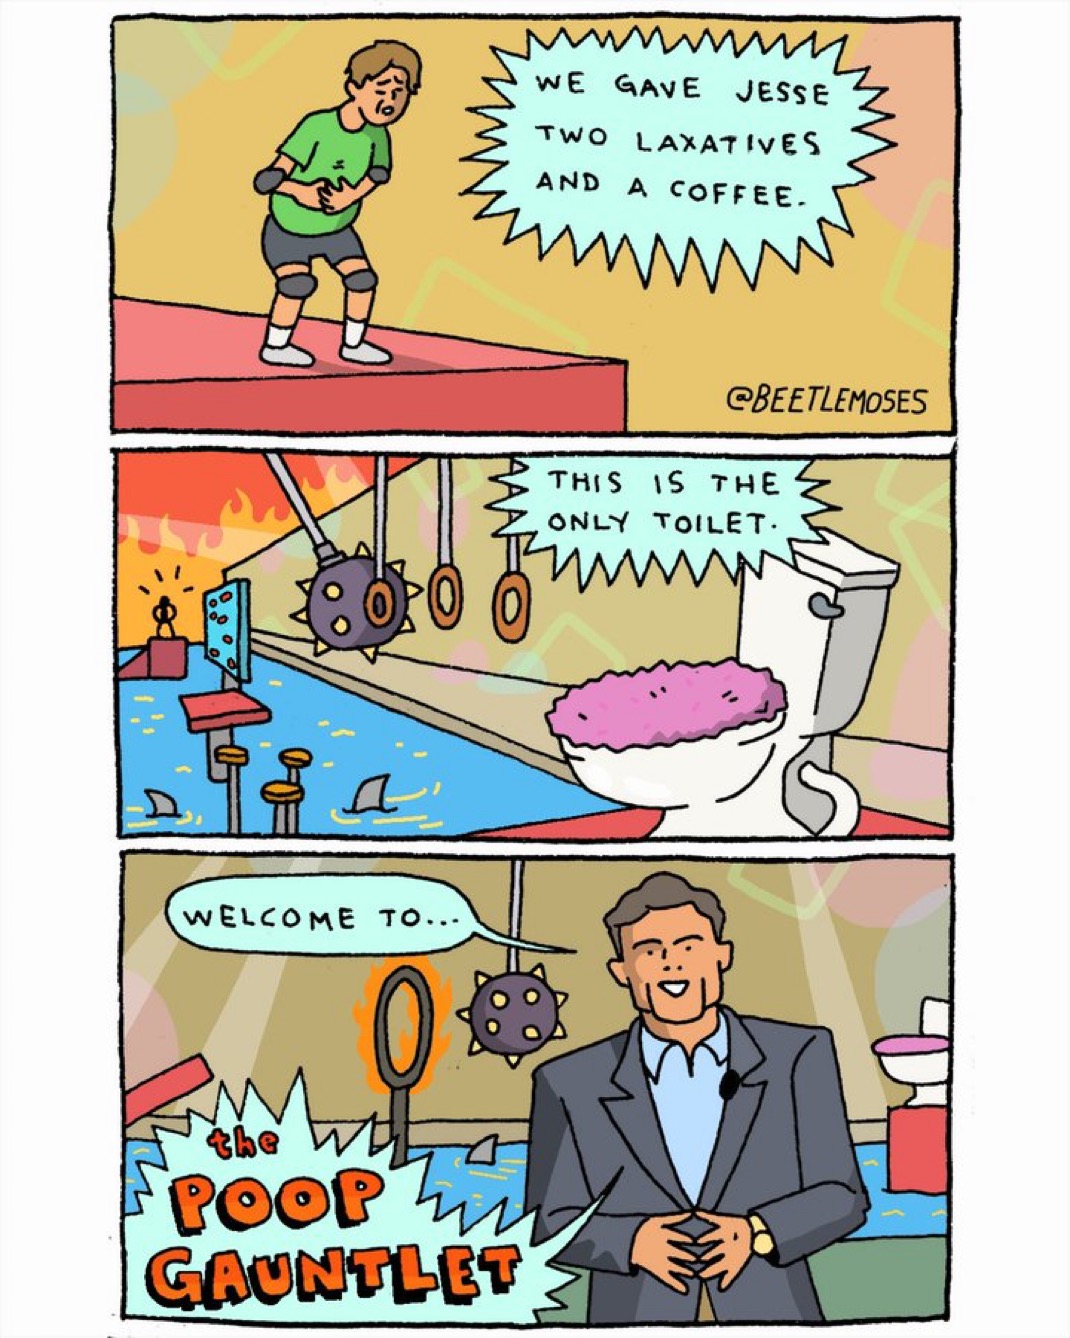 WE GAVE JESSE
TWO LAXATIVES
AND A COFFEE.
@BEETLEMOSES
THIS IS THE
ONLY TOILET.
WELCOME TO...
the
POOP
GAUNTLET